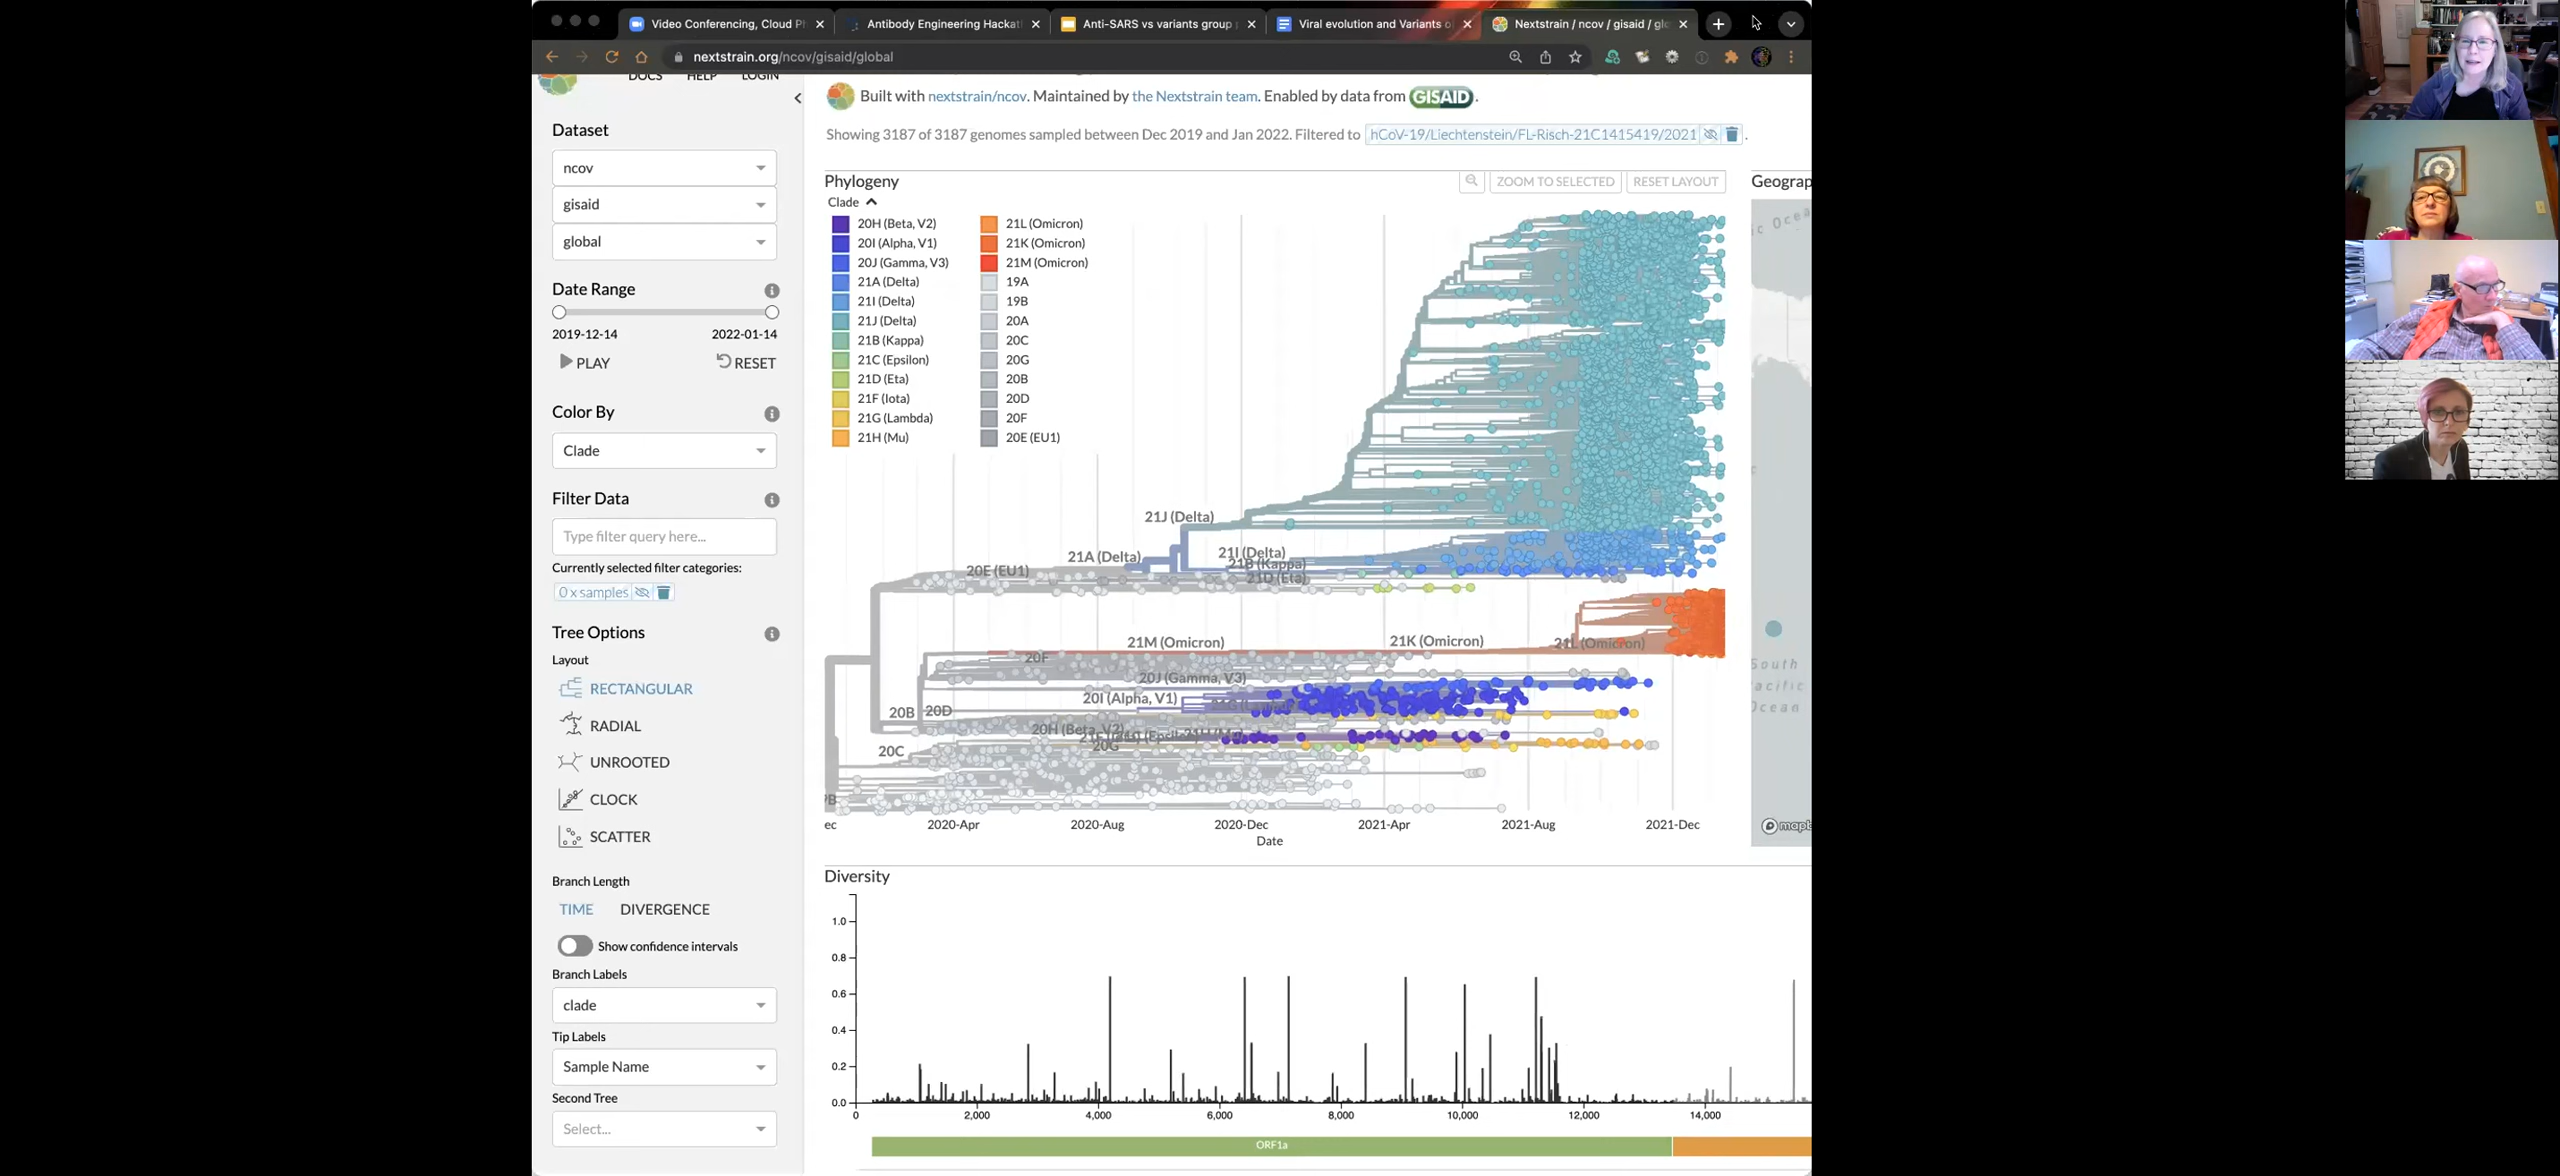 Video Conferencing, Cloud Ph
Antibody Engineering Hackat
Anti-SARS vs variants group
Viral evolution and Variants o
Nextstrain / ncov / gisaid / glo
nextstrain.org/ncov/gisaid/global
DOCS HELP LOGIN
Built with nextstrain/ncov. Maintained by the Nextstrain team. Enabled by data from GISAID.
Showing 3187 of 3187 genomes sampled between Dec 2019 and Jan 2022. Filtered to hCoV-19/Liechtenstein/FL-Risch-21C1415419/2021.
Dataset
ncov
gisaid
global
Date Range
2019-12-14 2022-01-14
PLAY RESET
Color By
Clade
Filter Data
Type filter query here...
Currently selected filter categories:
0 x samples
Tree Options
Layout
RECTANGULAR
RADIAL
UNROOTED
CLOCK
SCATTER
Branch Length
TIME DIVERGENCE
Show confidence intervals
Branch Labels
clade
Tip Labels
Sample Name
Second Tree
Select...
Phylogeny
ZOOM TO SELECTED RESET LAYOUT
Clade
20H (Beta, V2)
20I (Alpha, V1)
20J (Gamma, V3)
21A (Delta)
21I (Delta)
21J (Delta)
21B (Kappa)
21C (Epsilon)
21D (Eta)
21F (Iota)
21G (Lambda)
21H (Mu)
21L (Omicron)
21K (Omicron)
21M (Omicron)
19A
19B
20A
20C
20G
20B
20D
20F
20E (EU1)
21J (Delta)
21A (Delta)
21I (Delta)
21B (Kappa)
20E (EU1)
21D (Eta)
21M (Omicron)
21K (Omicron)
21L (Omicron)
20F
20J (Gamma, V3)
20I (Alpha, V1)
20B
20D
20H (Beta, V2)
20G
20C
ec 2020-Apr 2020-Aug 2020-Dec 2021-Apr 2021-Aug 2021-Dec
Date
Geograp
South
acific
Ocean
mapb
Diversity
1.0
0.8
0.6
0.4
0.2
0.0
0 2,000 4,000 6,000 8,000 10,000 12,000 14,000
ORF1a